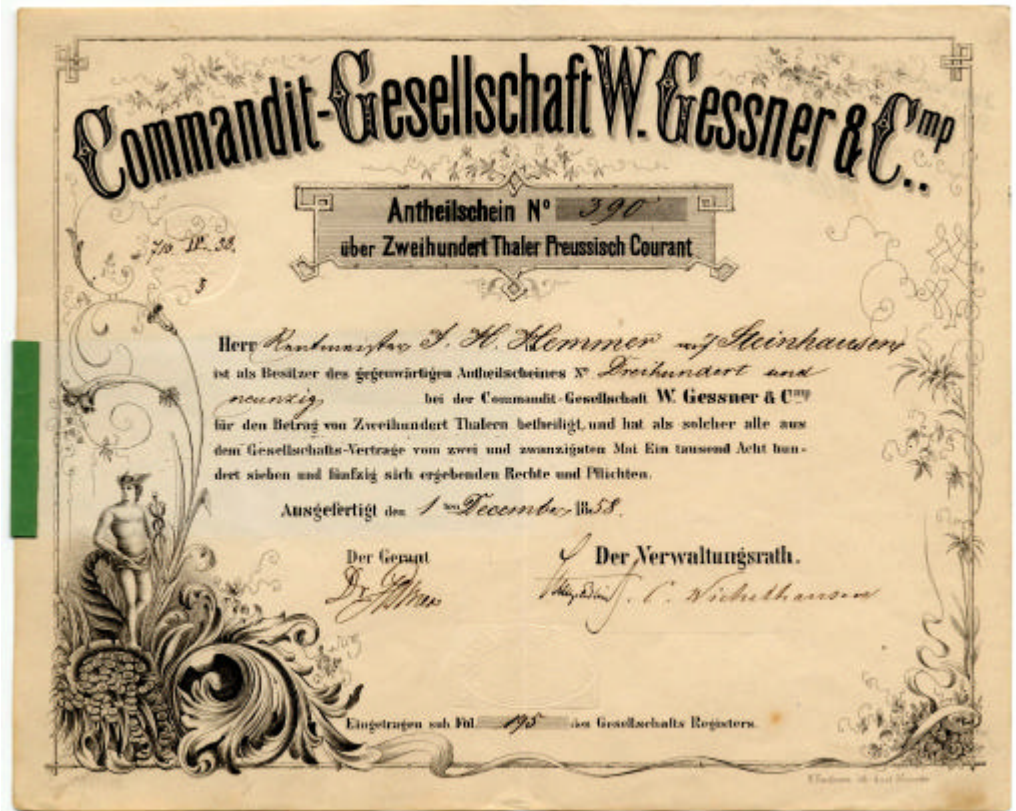 Commandit-Gesellschaft W. Gessner & Cmp
Antheilschein No 390
über Zweihundert Thaler Preussisch Courant
Herr Rentmeister J. H. Hemmer Steinhausen
ist als Besitzer des gegenwärtigen Antheilscheines No Dreihundert und
neunzig bei der Commandit-Gesellschaft W. Gessner & Cmp
für den Betrag von Zweihundert Thalern betheiligt, und hat als solcher alle aus
dem Gesellschafts-Vertrage vom zwei und zwanzigsten Mai Ein tausend Acht hun-
dert sieben und fünfzig sich ergebenden Rechte und Pflichten.
Ausgefertigt den 1 ten December 1858.
Der Gerant Der Verwaltungsrath.
Dr. C. Wichelhausen
Eingetragen sub Fol. 195 des Gesellschafts Registers.